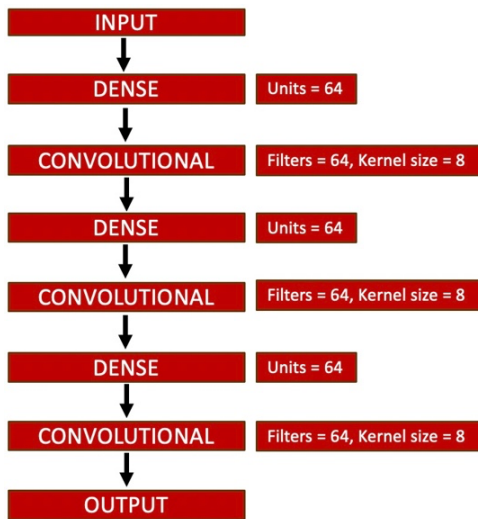 INPUT
DENSE
Units = 64
CONVOLUTIONAL
Filters = 64, Kernel size = 8
DENSE
Units = 64
CONVOLUTIONAL
Filters = 64, Kernel size = 8
DENSE
Units = 64
CONVOLUTIONAL
Filters = 64, Kernel size = 8
OUTPUT